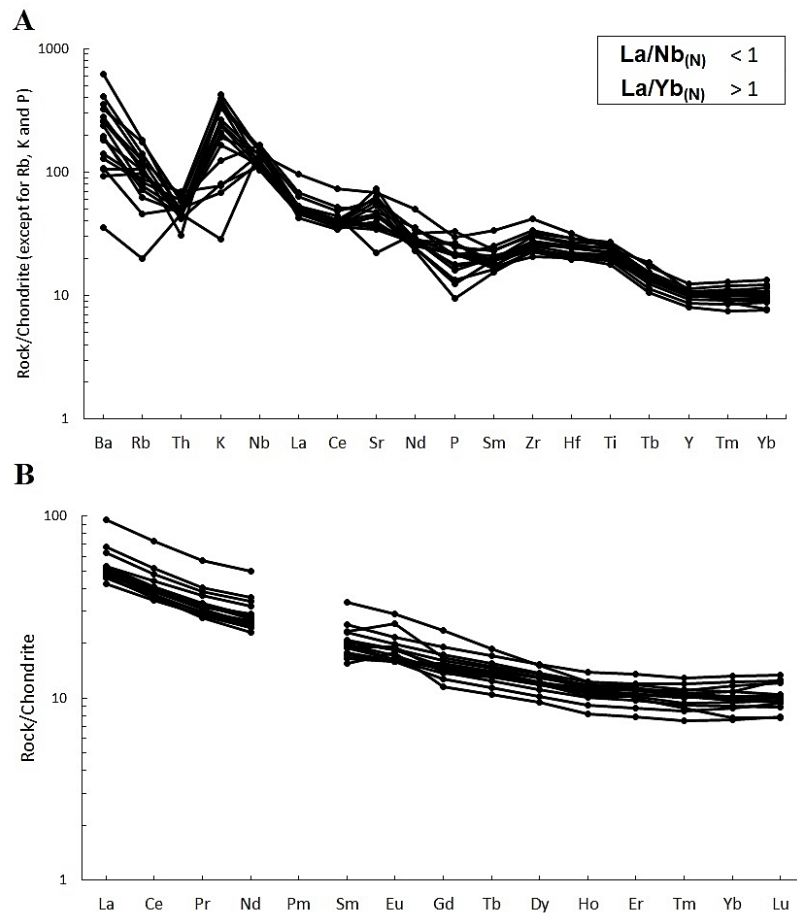 A
La/Nb(N) < 1
La/Yb(N) > 1
Rock/Chondrite (except for Rb, K and P)
1000
100
10
1
Ba Rb Th K Nb La Ce Sr Nd P Sm Zr Hf Ti Tb Y Tm Yb
B
Rock/Chondrite
100
10
1
La Ce Pr Nd Pm Sm Eu Gd Tb Dy Ho Er Tm Yb Lu